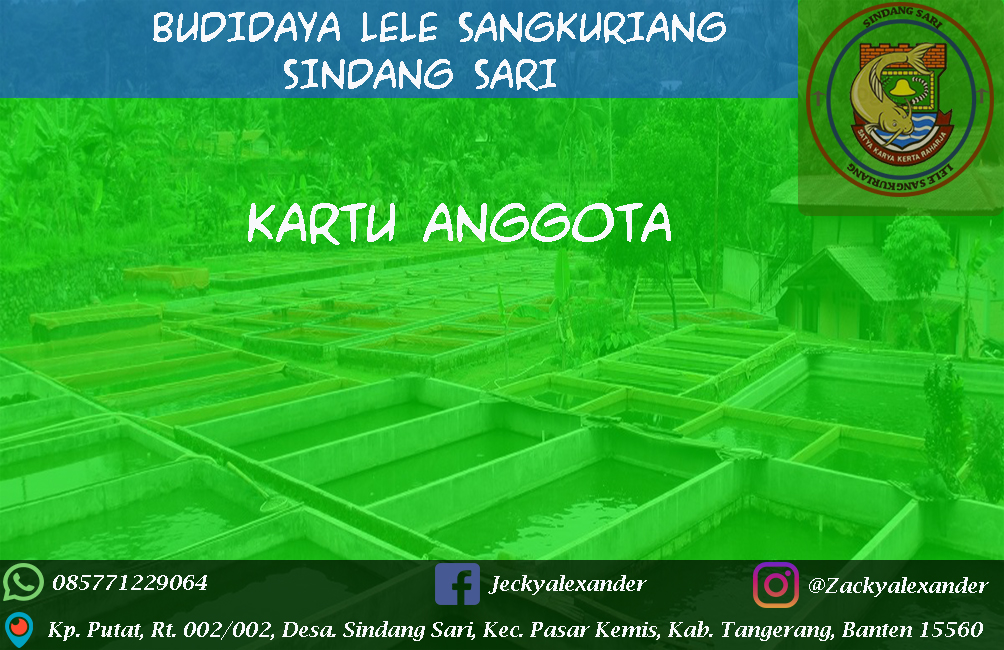 BUDIDAYA LELE SANGKURIANG
SINDANG SARI
SINDANG SARI
SATYA KARYA KERTA RAHARJA
LELE SANGKURIANG
KARTU ANGGOTA
085771229064
Jeckyalexander
@Zackyalexander
Kp. Putat, Rt. 002/002, Desa. Sindang Sari, Kec. Pasar Kemis, Kab. Tangerang, Banten 15560